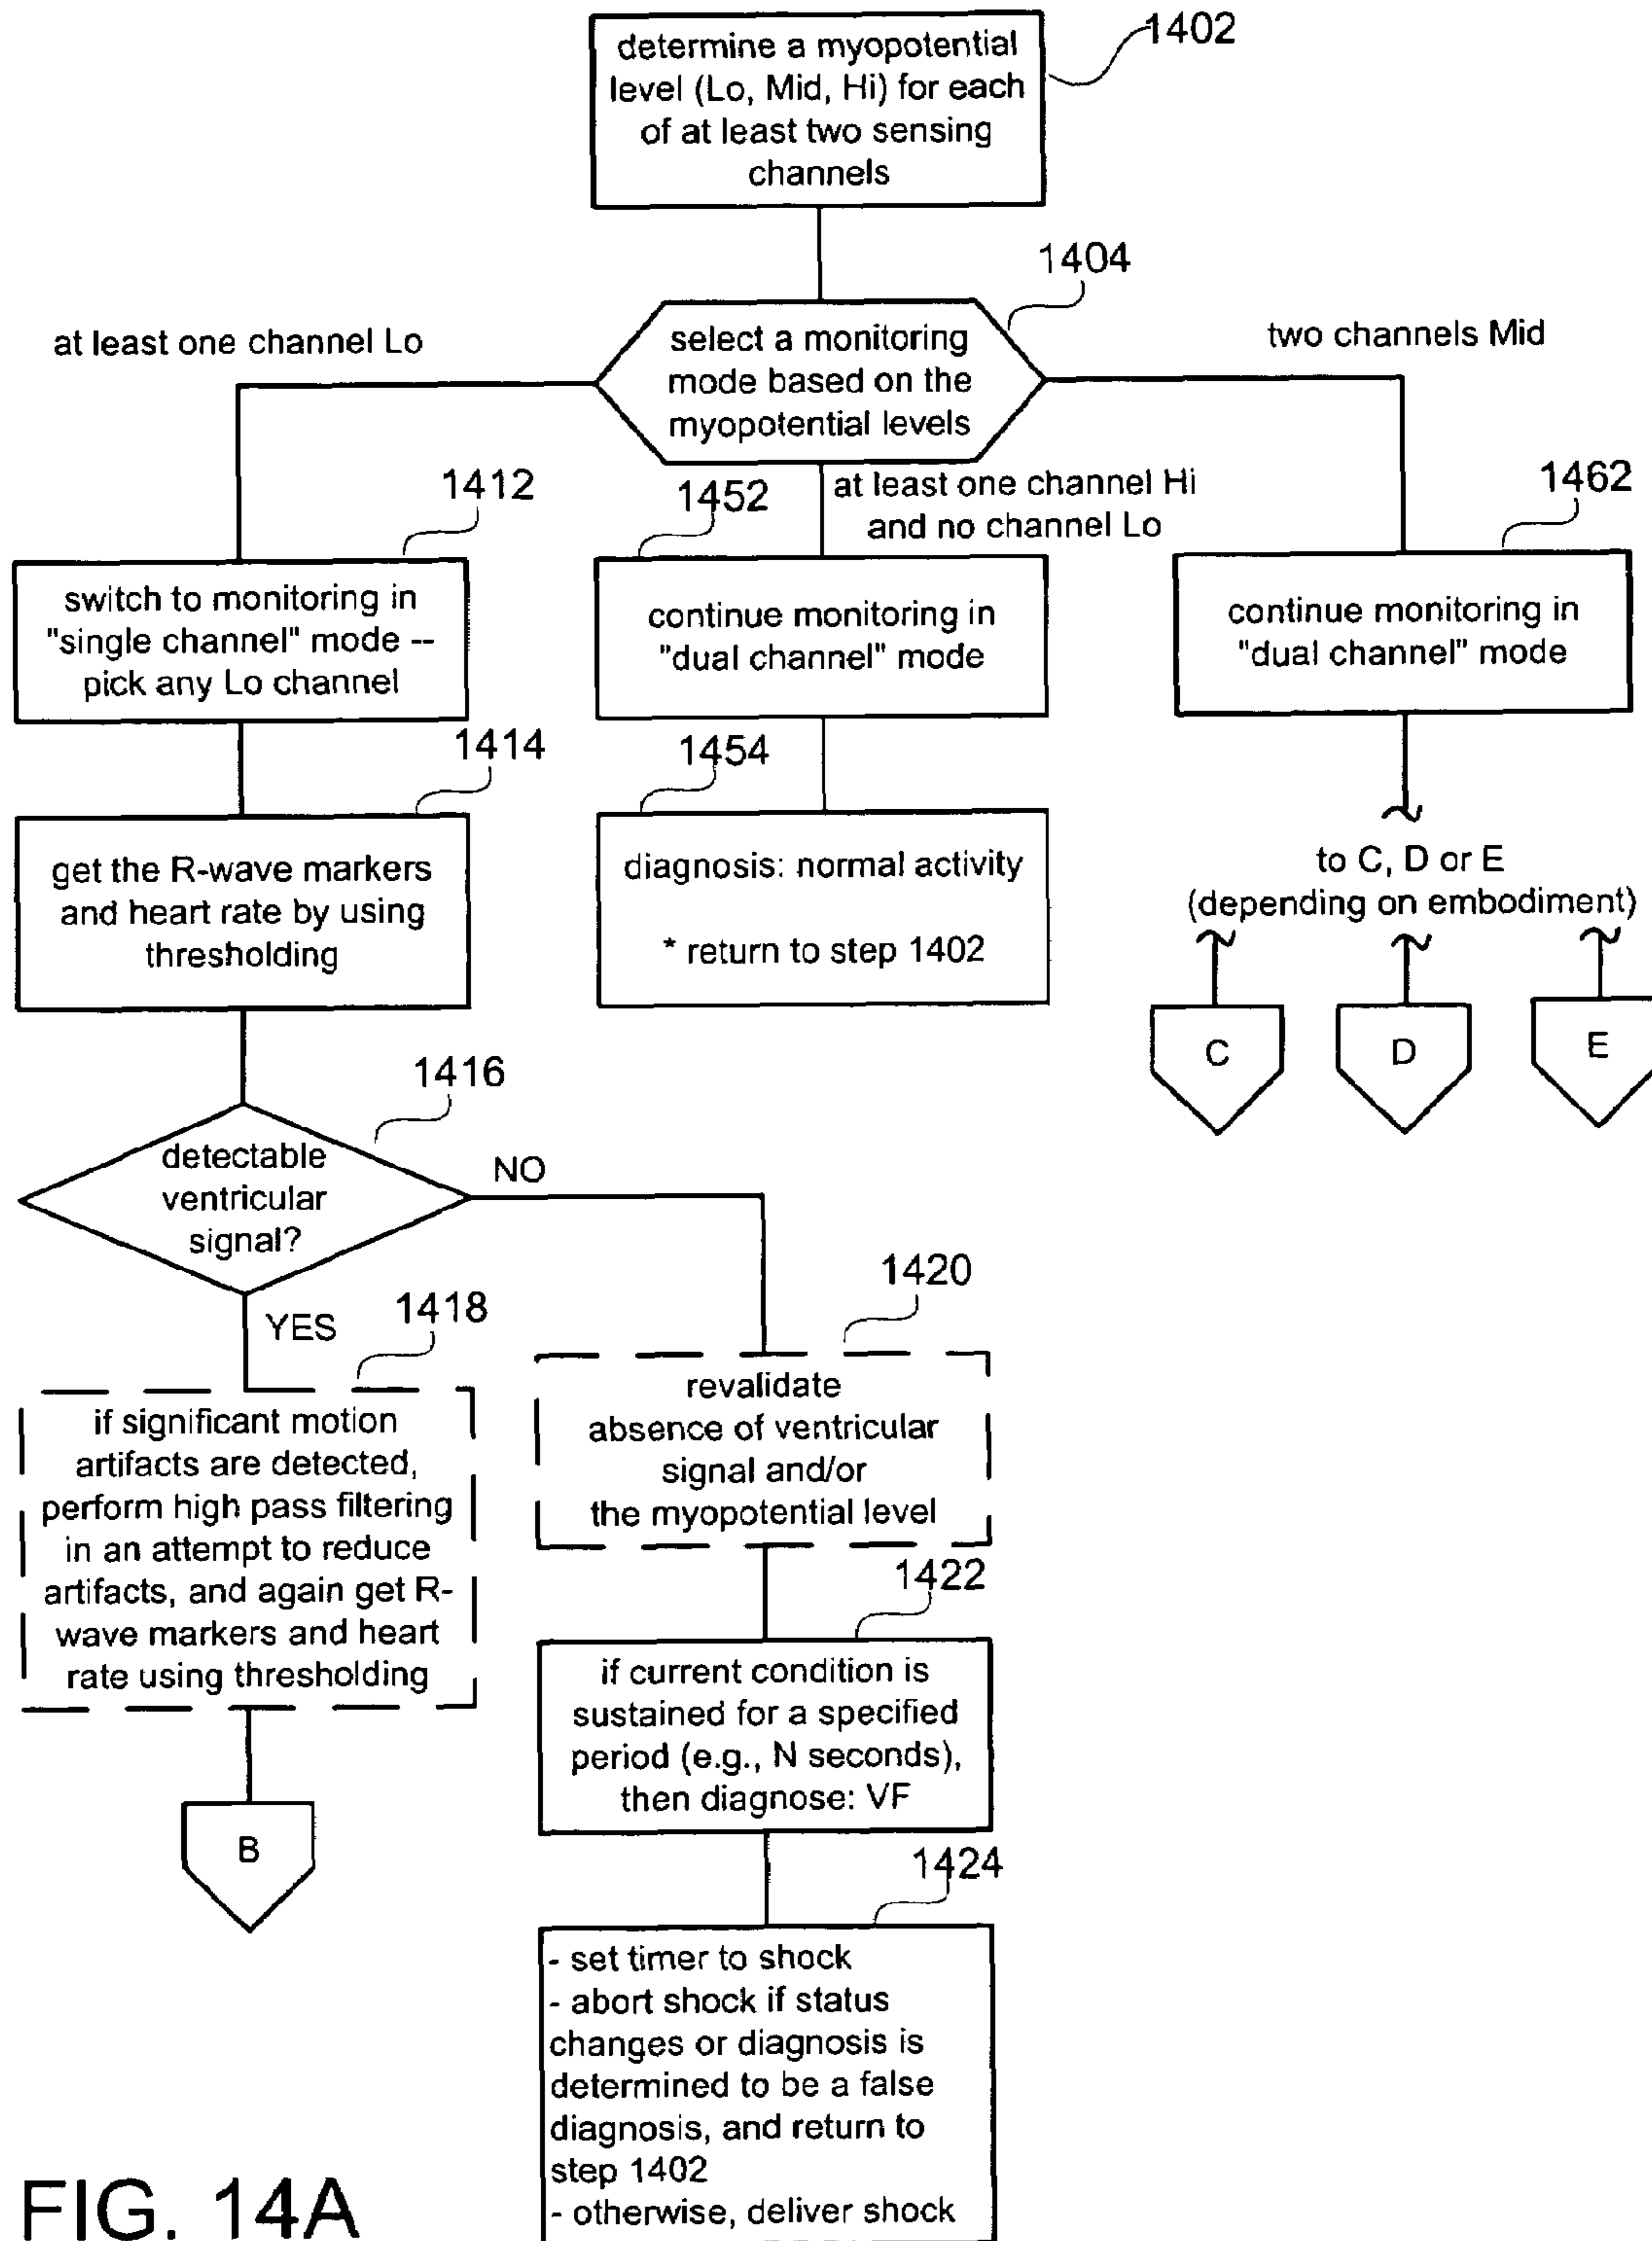 determine a myopotential
level (Lo, Mid, Hi) for each
of at least two sensing
channels
1402
1404
select a monitoring
mode based on the
myopotential levels
at least one channel Lo
two channels Mid
at least one channel Hi
and no channel Lo
1412
switch to monitoring in
"single channel" mode --
pick any Lo channel
1452
continue monitoring in
"dual channel" mode
1462
continue monitoring in
"dual channel" mode
1414
get the R-wave markers
and heart rate by using
thresholding
1454
diagnosis: normal activity
* return to step 1402
to C, D or E
(depending on embodiment)
C
D
E
1416
detectable
ventricular
signal?
NO
YES
1418
if significant motion
artifacts are detected,
perform high pass filtering
in an attempt to reduce
artifacts, and again get R-
wave markers and heart
rate using thresholding
B
1420
revalidate
absence of ventricular
signal and/or
the myopotential level
1422
if current condition is
sustained for a specified
period (e.g., N seconds),
then diagnose: VF
1424
- set timer to shock
- abort shock if status
changes or diagnosis is
determined to be a false
diagnosis, and return to
step 1402
- otherwise, deliver shock
FIG. 14A